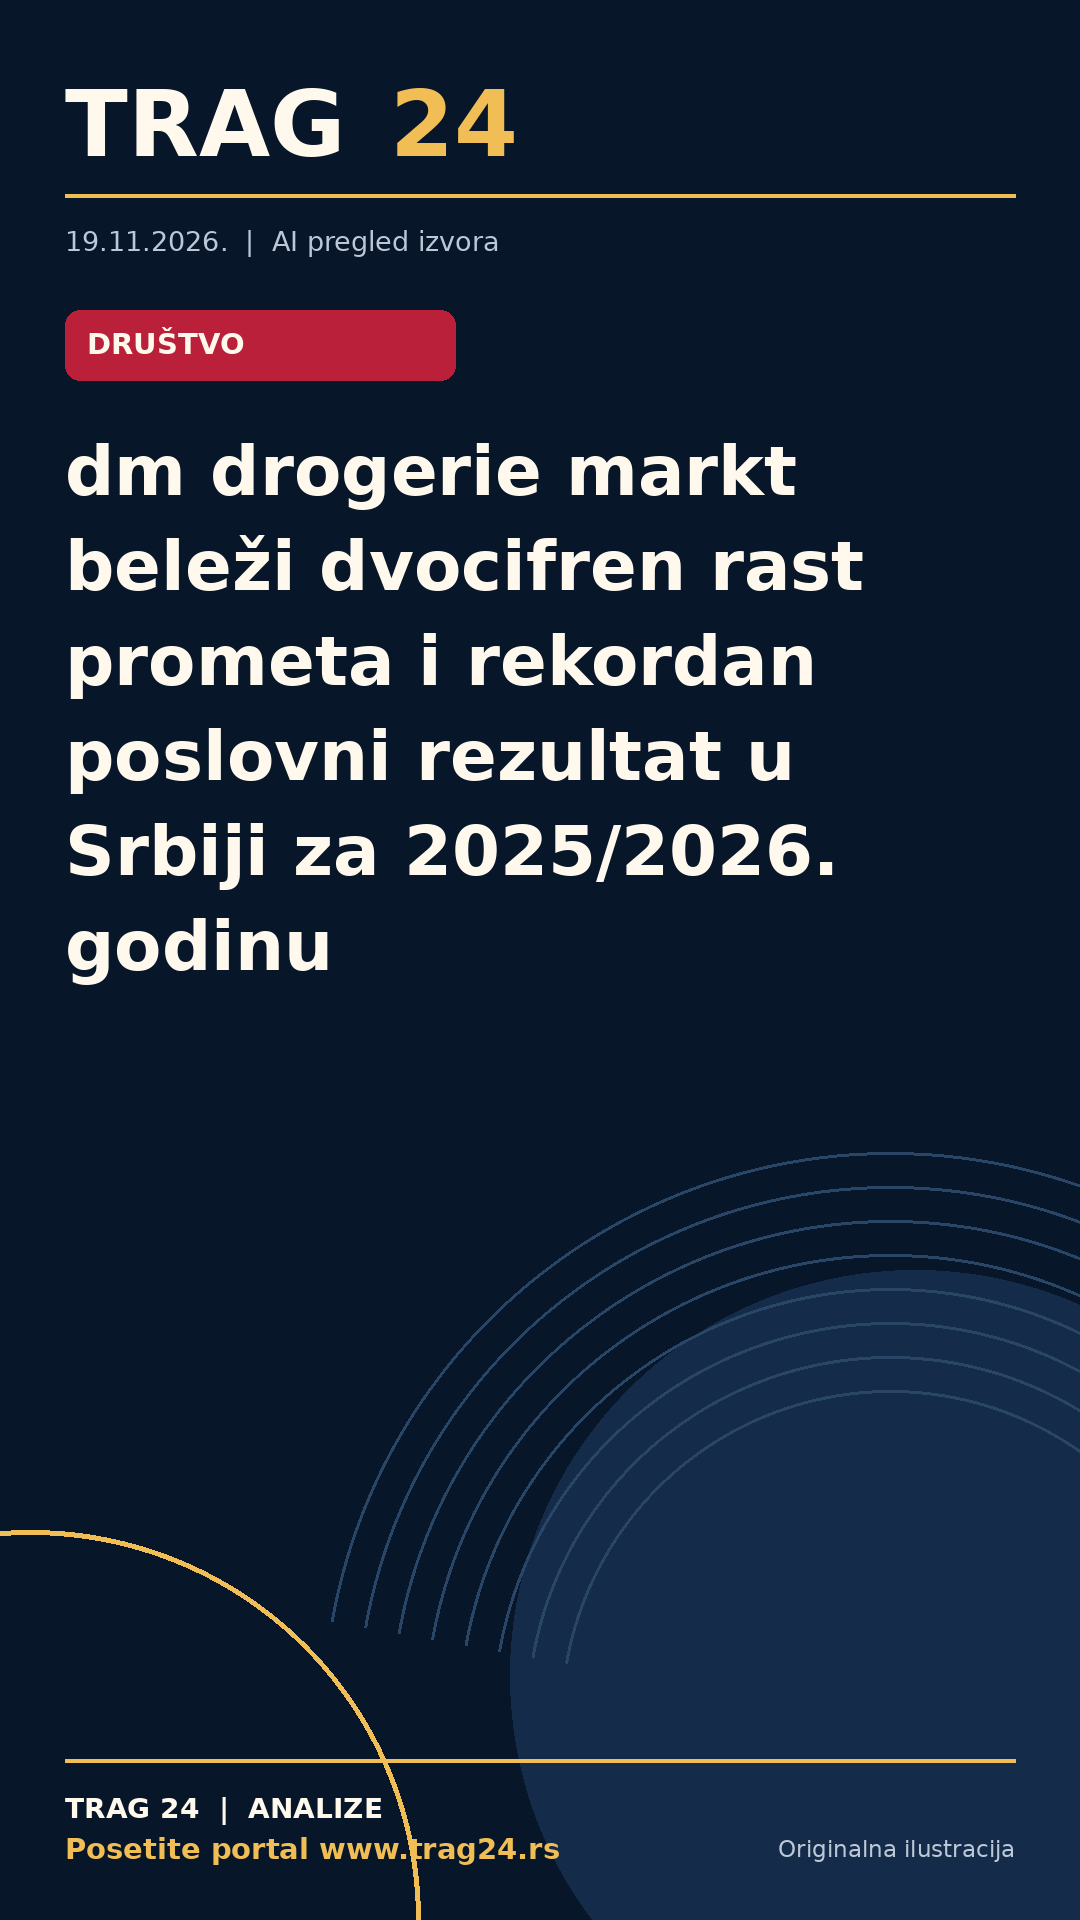 TRAG 24
19.11.2026. | AI pregled izvora
DRUŠTVO
dm drogerie markt
beleži dvocifren rast
prometa i rekordan
poslovni rezultat u
Srbiji za 2025/2026.
godinu
TRAG 24 | ANALIZE
Posetite portal www.trag24.rs
Originalna ilustracija